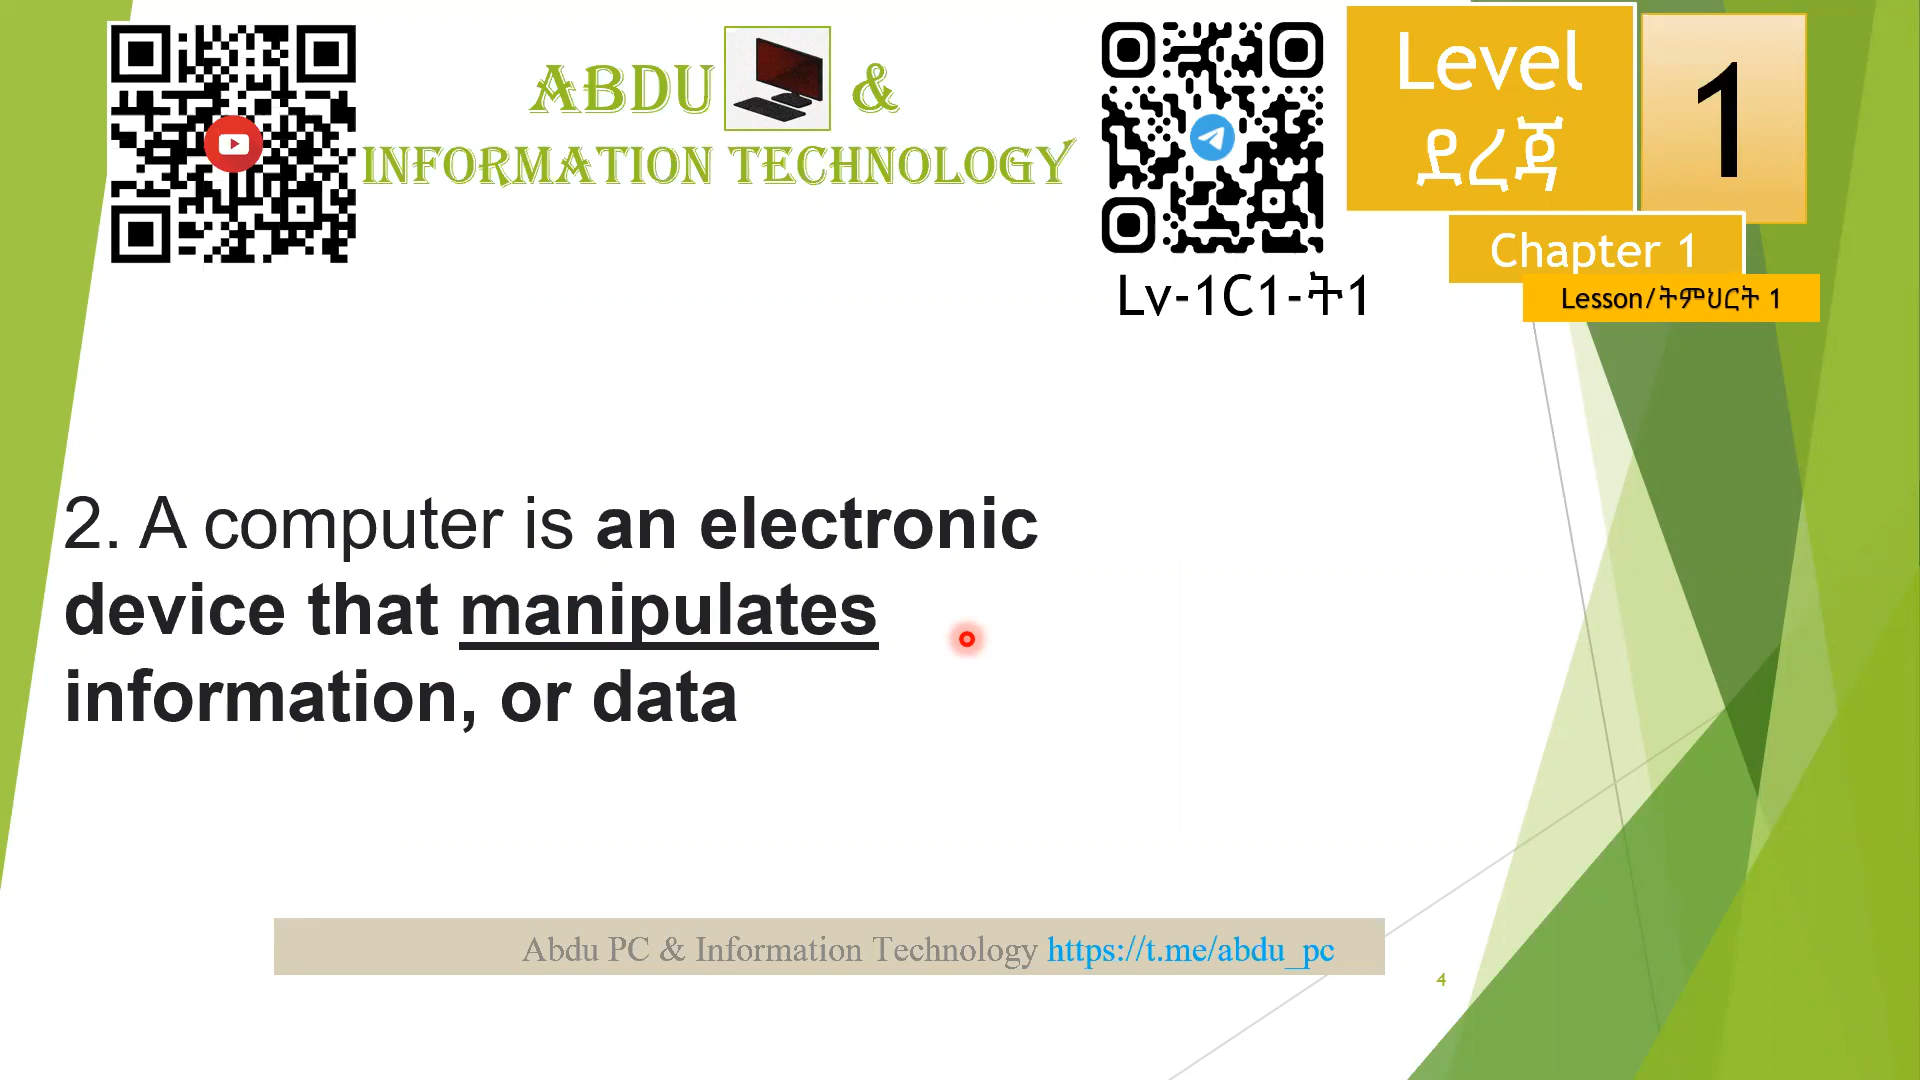 ABDU &
INFORMATION TECHNOLOGY
Level
ደረጃ
1
Chapter 1
Lesson/ትምህርት 1
Lv-1C1-ት1
2. A computer is an electronic
device that manipulates
information, or data
Abdu PC & Information Technology https://t.me/abdu_pc
4